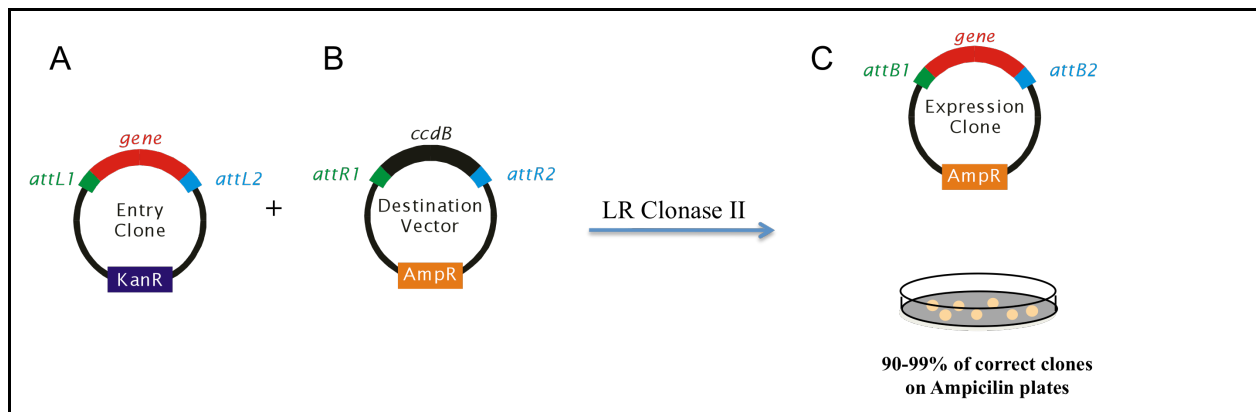 A
gene
attL1
attL2
Entry
Clone
KanR
+
B
ccdB
attR1
attR2
Destination
Vector
AmpR
LR Clonase II
C
gene
attB1
attB2
Expression
Clone
AmpR
90-99% of correct clones
on Ampicilin plates